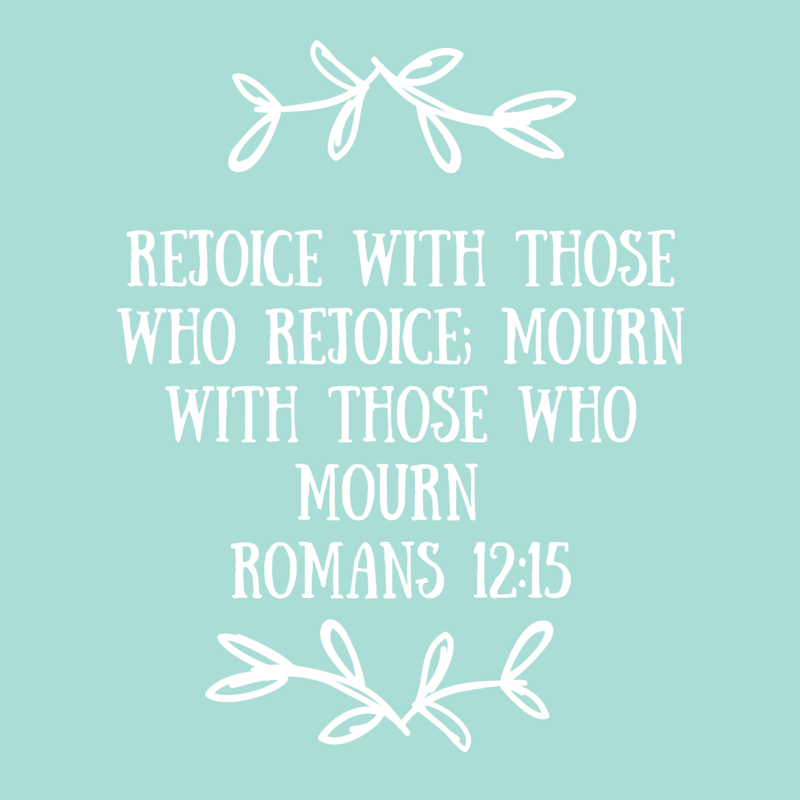 REJOICE WITH THOSE
WHO REJOICE; MOURN
WITH THOSE WHO
MOURN
ROMANS 12:15